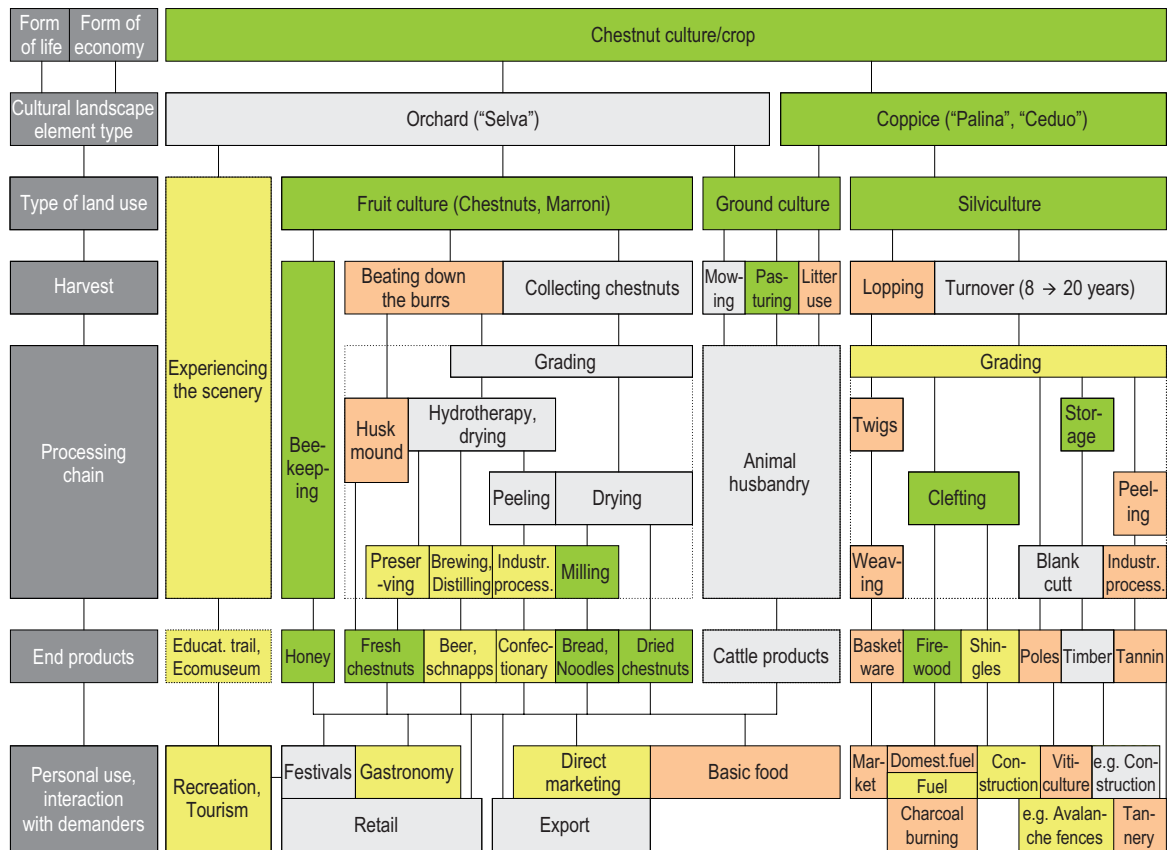 Form
of life
Form of
economy
Chestnut culture/crop
Cultural landscape
element type
Orchard (“Selva”)
Coppice (“Palina”, “Ceduo”)
Type of land use
Fruit culture (Chestnuts, Marroni)
Ground culture
Silviculture
Harvest
Beating down
the burrs
Collecting chestnuts
Mow-
ing
Pas-
turing
Litter
use
Lopping
Turnover (8 → 20 years)
Processing
chain
Experiencing
the scenery
Bee-
keep-
ing
Grading
Husk
mound
Hydrotherapy,
drying
Peeling
Drying
Preser
-ving
Brewing,
Distilling
Industr.
process.
Milling
Animal
husbandry
Grading
Twigs
Stor-
age
Clefting
Peel-
ing
Weav-
ing
Blank
cutt
Industr.
process.
End products
Educat. trail,
Ecomuseum
Honey
Fresh
chestnuts
Beer,
schnapps
Confec-
tionary
Bread,
Noodles
Dried
chestnuts
Cattle products
Basket
ware
Fire-
wood
Shin-
gles
Poles
Timber
Tannin
Personal use,
interaction
with demanders
Recreation,
Tourism
Festivals
Gastronomy
Retail
Direct
marketing
Basic food
Export
Mar-
ket
Domest.fuel
Fuel
Charcoal
burning
Con-
struction
Viti-
culture
e.g. Con-
struction
e.g. Avalan-
che fences
Tan-
nery